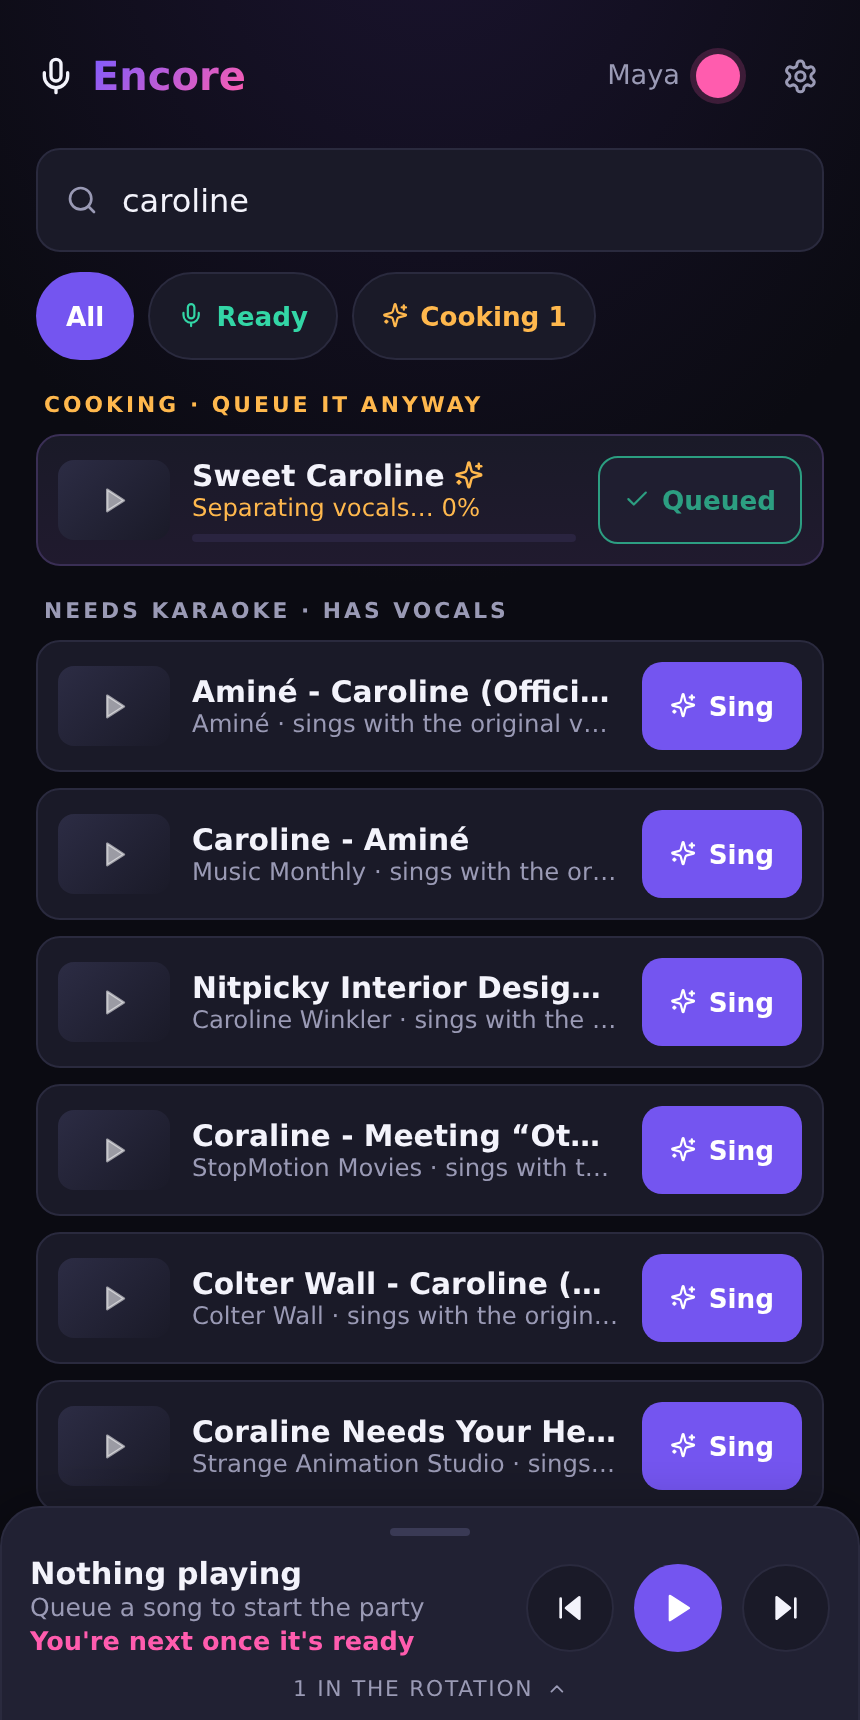 Encore
Maya
caroline
All
Ready
Cooking 1
COOKING · QUEUE IT ANYWAY
Sweet Caroline
Separating vocals… 0%
Queued
NEEDS KARAOKE · HAS VOCALS
Aminé - Caroline (Offici…
Aminé · sings with the original v…
Sing
Caroline - Aminé
Music Monthly · sings with the or…
Sing
Nitpicky Interior Desig…
Caroline Winkler · sings with the …
Sing
Coraline - Meeting “Ot…
StopMotion Movies · sings with t…
Sing
Colter Wall - Caroline (…
Colter Wall · sings with the origin…
Sing
Coraline Needs Your He…
Strange Animation Studio · sings…
Sing
Nothing playing
Queue a song to start the party
You're next once it's ready
1 IN THE ROTATION